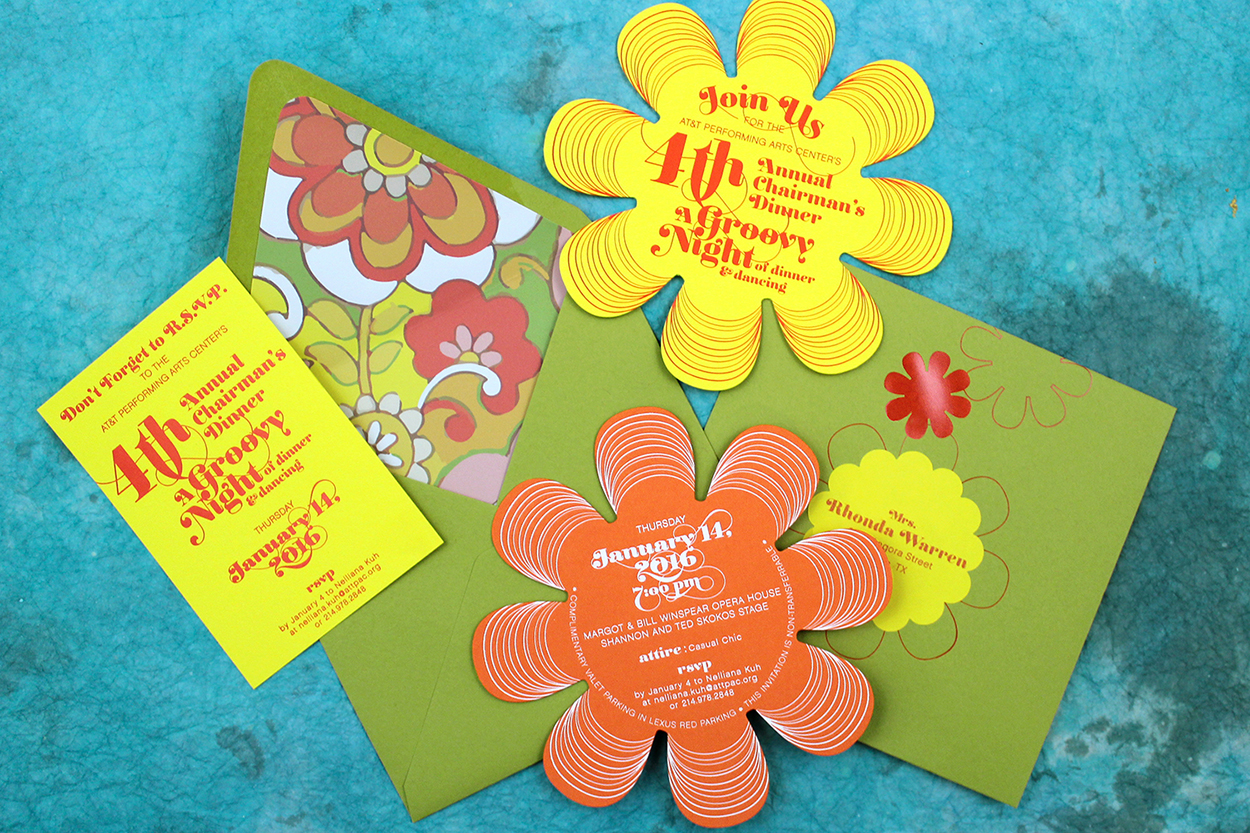 Join Us
FOR THE
AT&T PERFORMING ARTS CENTER'S
4th
Annual
Chairman's
Dinner
A Groovy
Night of dinner
& dancing
Don't Forget to R.S.V.P.
TO THE
AT&T PERFORMING ARTS CENTER'S
4th
Annual
Chairman's
Dinner
A Groovy
Night of dinner
& dancing
THURSDAY
January 14,
2016
rsvp
by January 4 to Nelliana Kuh
at nelliana.kuh@attpac.org
or 214.978.2848
THURSDAY
January 14,
2016
7:00 pm
MARGOT & BILL WINSPEAR OPERA HOUSE
SHANNON AND TED SKOKOS STAGE
attire : Casual Chic
rsvp
by January 4 to Nelliana Kuh
at nelliana.kuh@attpac.org
or 214.978.2848
• COMPLIMENTARY VALET PARKING IN LEXUS RED PARKING • THIS INVITATION IS NON-TRANSFERRABLE •
Mrs.
Rhonda Warren
Street
TX